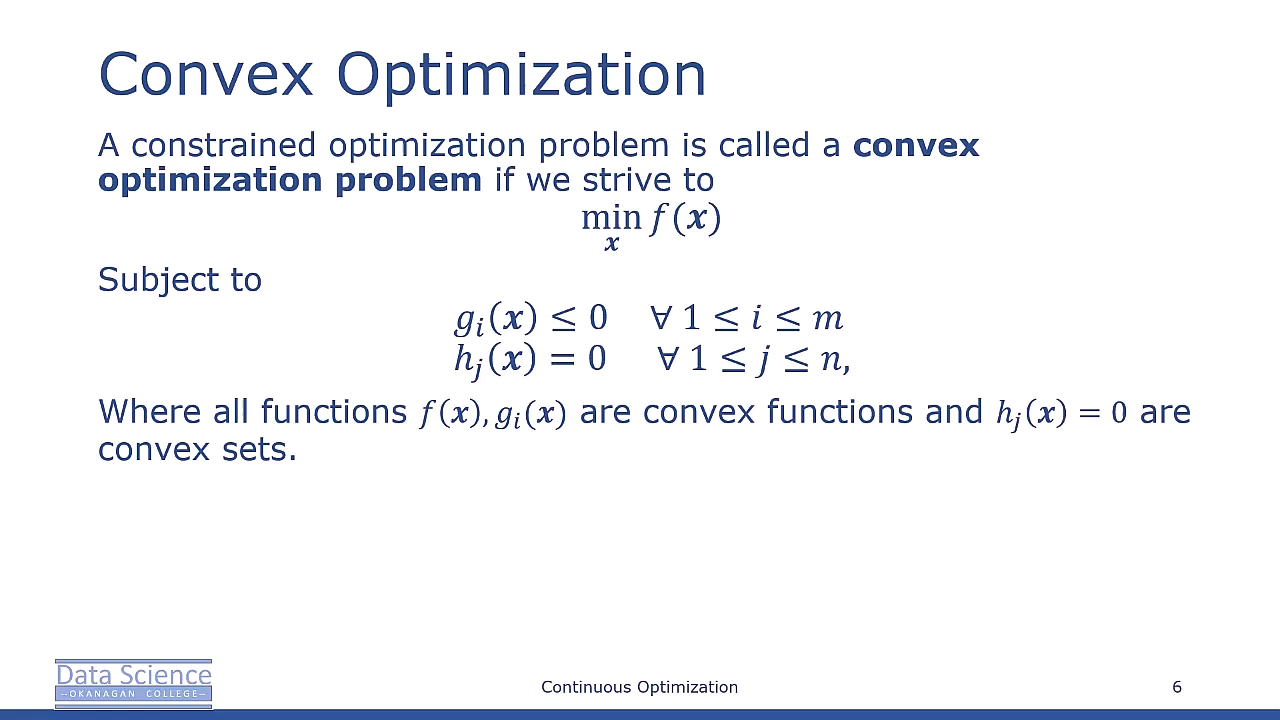 Convex Optimization
A constrained optimization problem is called a convex
optimization problem if we strive to
min f(x)
x
Subject to
gᵢ(x) ≤ 0 ∀ 1 ≤ i ≤ m
hⱼ(x) = 0 ∀ 1 ≤ j ≤ n,
Where all functions f(x), gᵢ(x) are convex functions and hⱼ(x) = 0 are
convex sets.
Data Science
OKANAGAN COLLEGE
Continuous Optimization
6